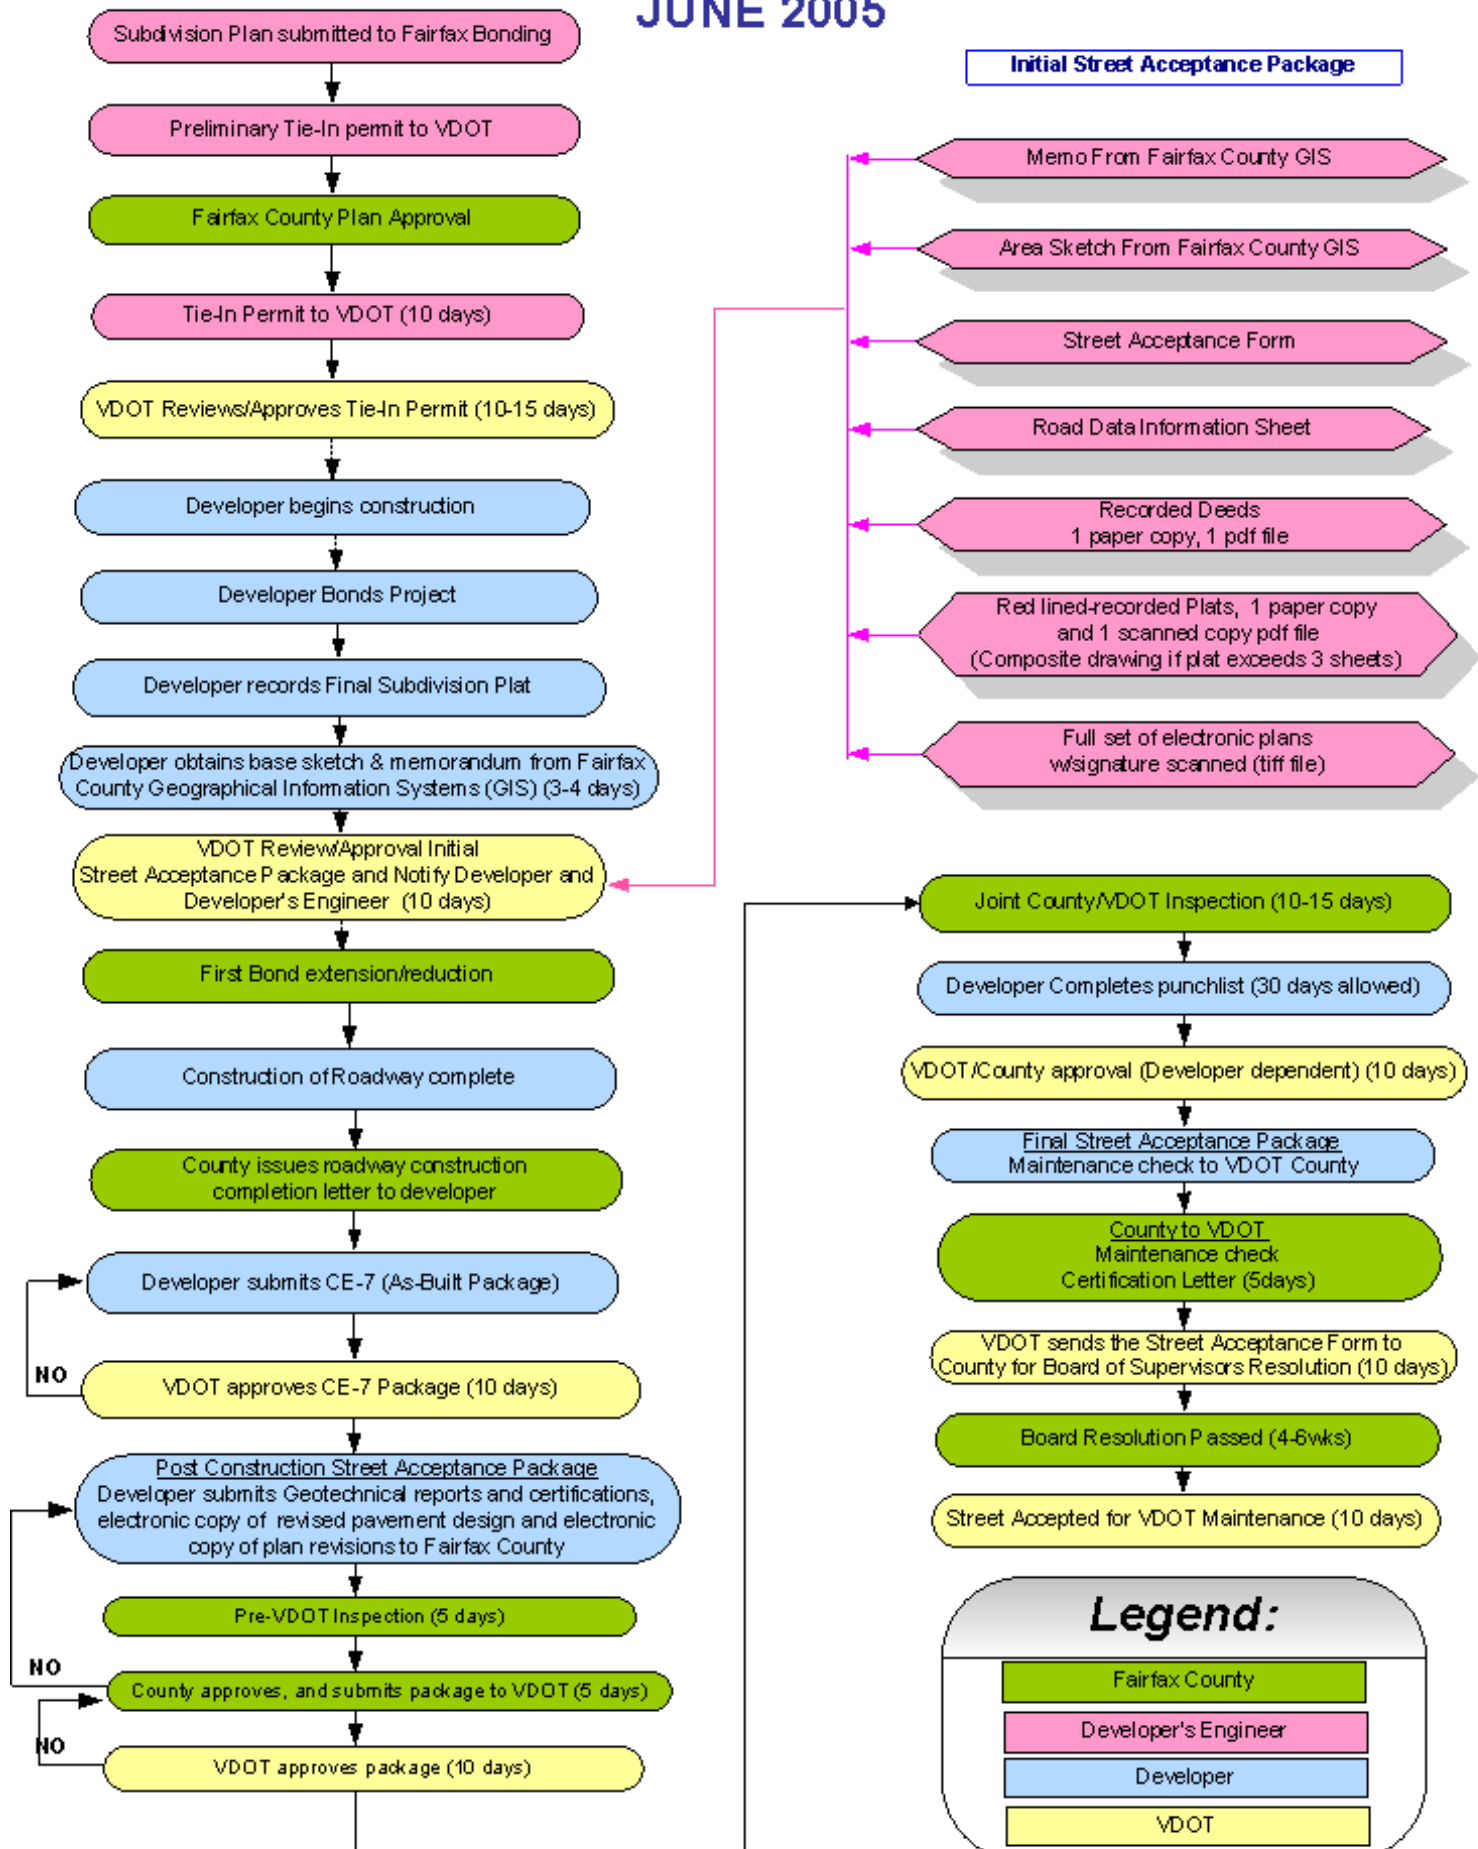 JUNE 2005
Subdivision Plan submitted to Fairfax Bonding
Preliminary Tie-In permit to VDOT
Fairfax County Plan Approval
Tie-In Permit to VDOT (10 days)
VDOT Reviews/Approves Tie-In Permit (10-15 days)
Developer begins construction
Developer Bonds Project
Developer records Final Subdivision Plat
Developer obtains base sketch & memorandum from Fairfax
County Geographical Information Systems (GIS) (3-4 days)
VDOT Review/Approval Initial
Street Acceptance Package and Notify Developer and
Developer's Engineer (10 days)
First Bond extension/reduction
Construction of Roadway complete
County issues roadway construction
completion letter to developer
Developer submits CE-7 (As-Built Package)
NO
VDOT approves CE-7 Package (10 days)
Post Construction Street Acceptance Package
Developer submits Geotechnical reports and certifications,
electronic copy of revised pavement design and electronic
copy of plan revisions to Fairfax County
Pre-VDOT Inspection (5 days)
NO
County approves, and submits package to VDOT (5 days)
NO
VDOT approves package (10 days)
Initial Street Acceptance Package
Memo From Fairfax County GIS
Area Sketch From Fairfax County GIS
Street Acceptance Form
Road Data Information Sheet
Recorded Deeds
1 paper copy, 1 pdf file
Red lined-recorded Plats, 1 paper copy
and 1 scanned copy pdf file
(Composite drawing if plat exceeds 3 sheets)
Full set of electronic plans
w/signature scanned (tiff file)
Joint County/VDOT Inspection (10-15 days)
Developer Completes punchlist (30 days allowed)
VDOT/County approval (Developer dependent) (10 days)
Final Street Acceptance Package
Maintenance check to VDOT County
County to VDOT
Maintenance check
Certification Letter (5days)
VDOT sends the Street Acceptance Form to
County for Board of Supervisors Resolution (10 days)
Board Resolution Passed (4-6wks)
Street Accepted for VDOT Maintenance (10 days)
Legend:
Fairfax County
Developer's Engineer
Developer
VDOT